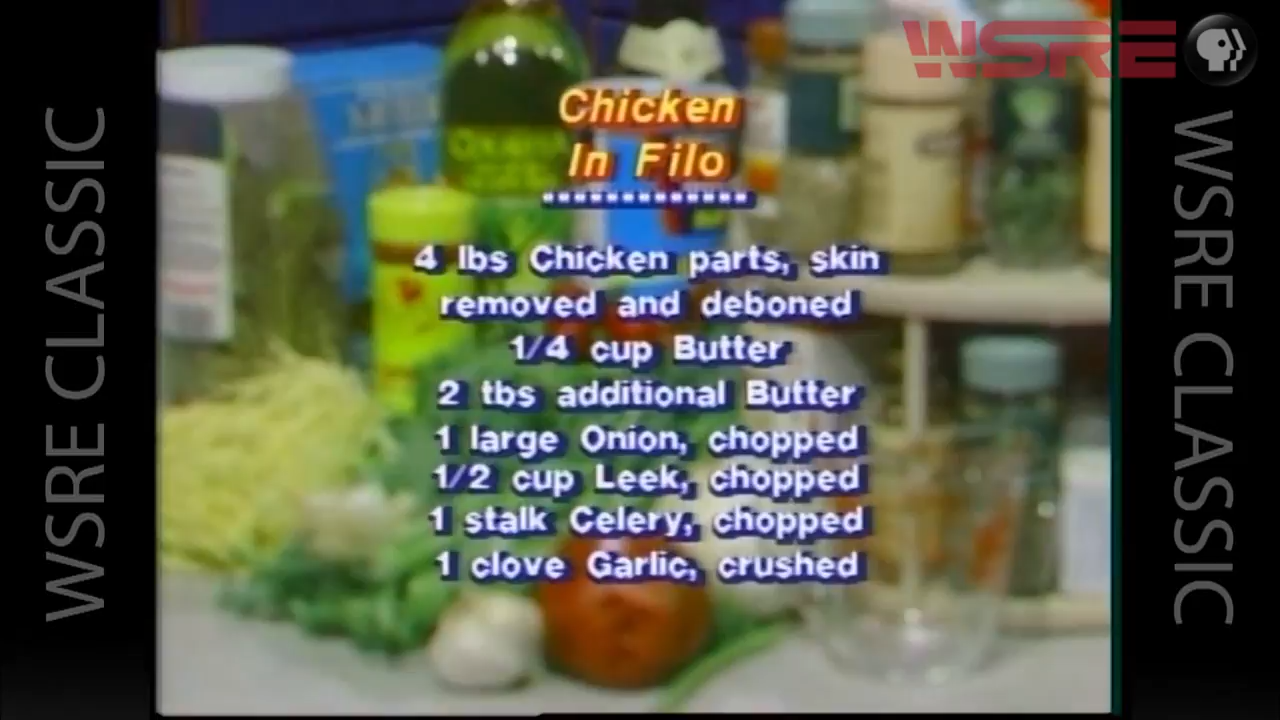 WSRE
WSRE CLASSIC
Chicken
In Filo
4 lbs Chicken parts, skin
removed and deboned
1/4 cup Butter
2 tbs additional Butter
1 large Onion, chopped
1/2 cup Leek, chopped
1 stalk Celery, chopped
1 clove Garlic, crushed
WSRE CLASSIC